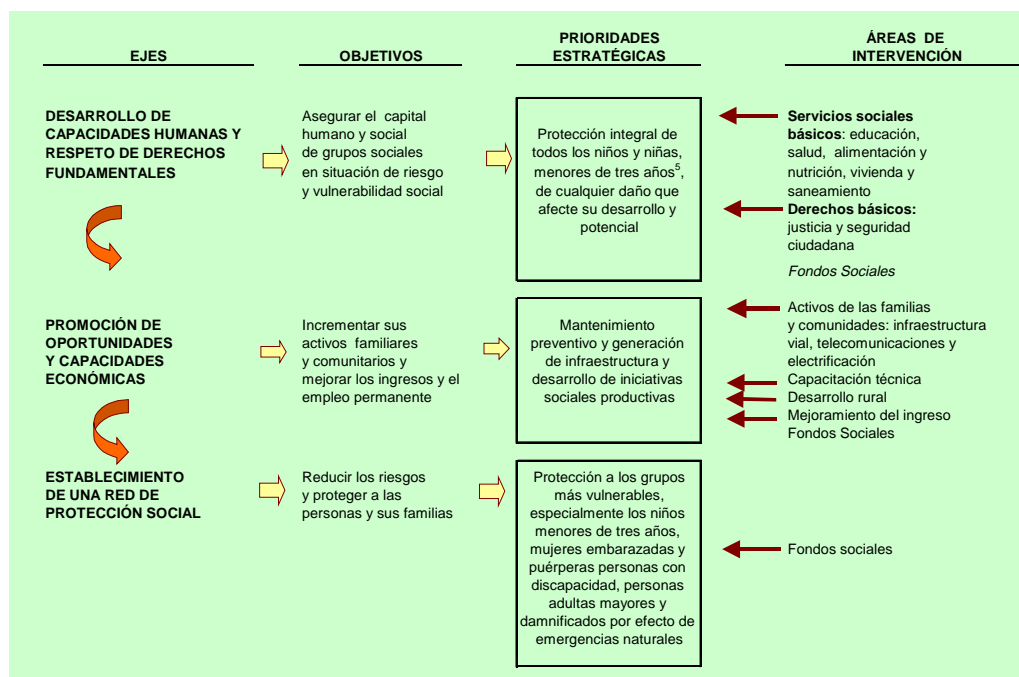 EJES
OBJETIVOS
PRIORIDADES
ESTRATÉGICAS
ÁREAS DE
INTERVENCIÓN
DESARROLLO DE
CAPACIDADES HUMANAS Y
RESPETO DE DERECHOS
FUNDAMENTALES
Asegurar el capital
humano y social
de grupos sociales
en situación de riesgo
y vulnerabilidad social
Protección integral de
todos los niños y niñas,
menores de tres años⁵,
de cualquier daño que
afecte su desarrollo y
potencial
Servicios sociales
básicos: educación,
salud, alimentación y
nutrición, vivienda y
saneamiento
Derechos básicos:
justicia y seguridad
ciudadana
Fondos Sociales
PROMOCIÓN DE
OPORTUNIDADES
Y CAPACIDADES
ECONÓMICAS
Incrementar sus
activos familiares
y comunitarios y
mejorar los ingresos y el
empleo permanente
Mantenimiento
preventivo y generación
de infraestructura y
desarrollo de iniciativas
sociales productivas
Activos de las familias
y comunidades: infraestructura
vial, telecomunicaciones y
electrificación
Capacitación técnica
Desarrollo rural
Mejoramiento del ingreso
Fondos Sociales
ESTABLECIMIENTO
DE UNA RED DE
PROTECCIÓN SOCIAL
Reducir los riesgos
y proteger a las
personas y sus familias
Protección a los grupos
más vulnerables,
especialmente los niños
menores de tres años,
mujeres embarazadas y
puérperas personas con
discapacidad, personas
adultas mayores y
damnificados por efecto de
emergencias naturales
Fondos sociales